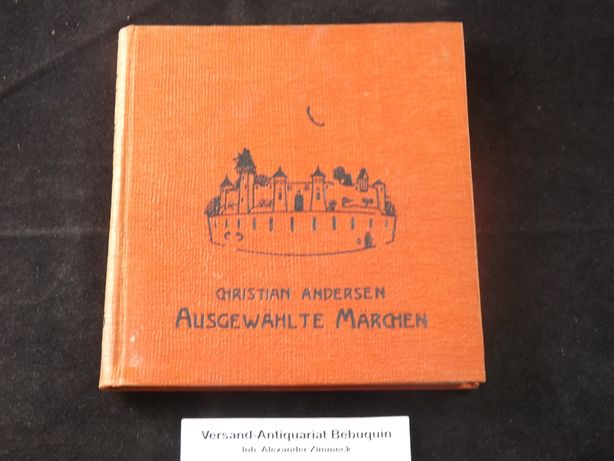 CHRISTIAN ANDERSEN
AUSGEWÄHLTE MÄRCHEN
Versand-Antiquariat Bebuquin
Inh. Alexander Zimmeck